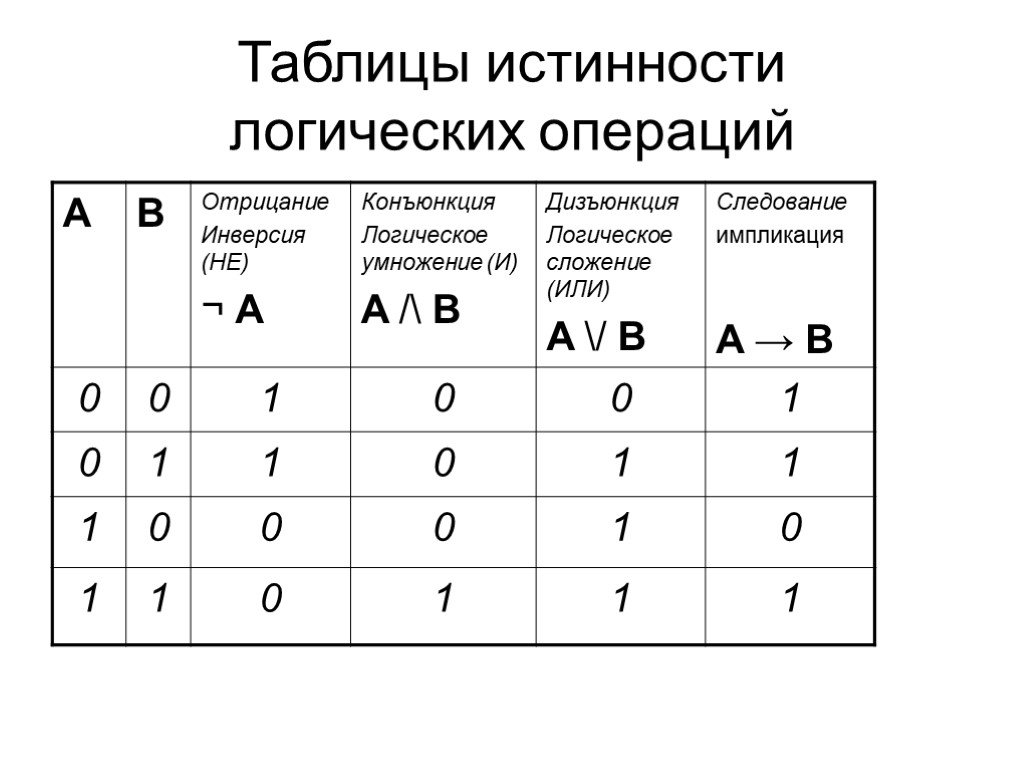 Таблицы истинности
логических операций
А
В
Отрицание
Инверсия
(НЕ)
¬ А
Конъюнкция
Логическое
умножение (И)
А /\ В
Дизъюнкция
Логическое
сложение
(ИЛИ)
А \/ В
Следование
импликация
А → В
0 0 1 0 0 1
0 1 1 0 1 1
1 0 0 0 1 0
1 1 0 1 1 1